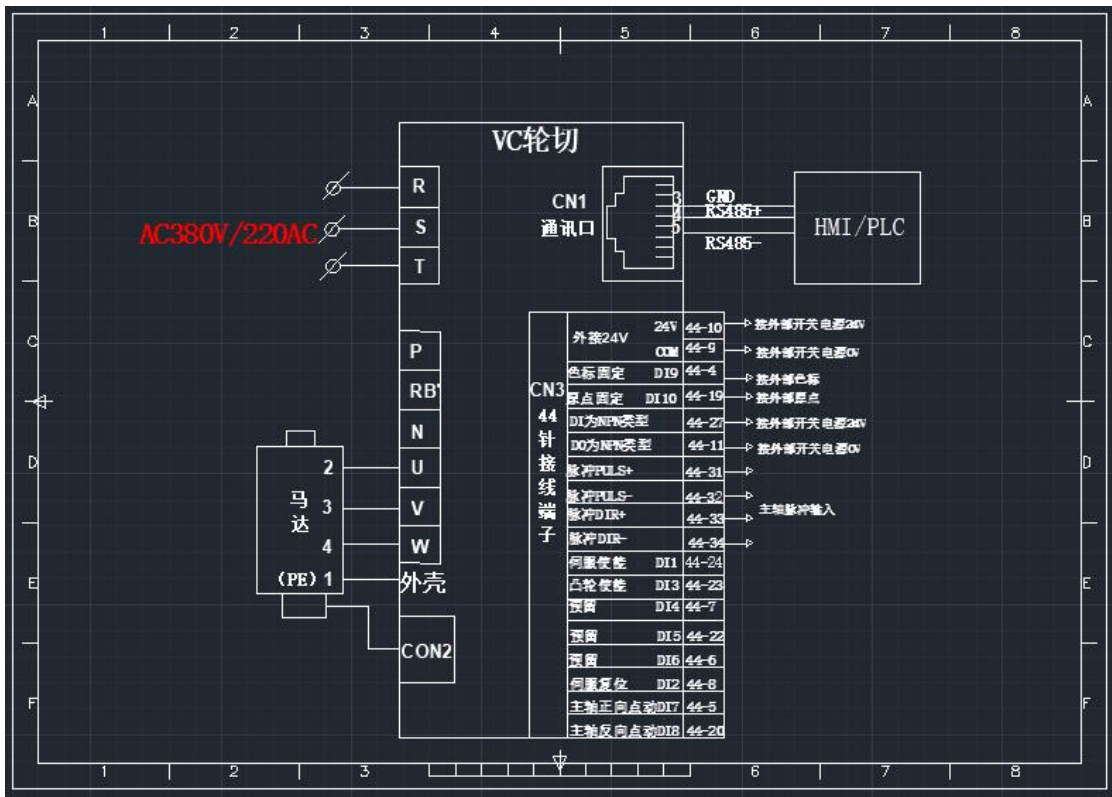 1 2 3 4 5 6 7 8
A A
B B
C C
D D
E E
F F
VC轮切
R
S
T
AC380V/220AC
CN1
通讯口
3
4
5
GND
RS485+
RS485-
HMI/PLC
P
RB'
N
U
V
W
外壳
CON2
马达
2
3
4
(PE) 1
CN3
44针接线端子
外接24V
24V 44-10 接外部开关电源24V
COM 44-9 接外部开关电源0V
色标固定 DI9 44-4 接外部色标
原点固定 DI10 44-19 接外部原点
DI为NPN类型 44-27 接外部开关电源24V
DO为NPN类型 44-11 接外部开关电源0V
脉冲PULS+ 44-31
脉冲PULS- 44-32
主轴脉冲输入
脉冲DIR+ 44-33
脉冲DIR- 44-34
伺服使能 DI1 44-24
凸轮使能 DI3 44-23
预留 DI4 44-7
预留 DI5 44-22
预留 DI6 44-6
伺服复位 DI2 44-8
主轴正向点动DI7 44-5
主轴反向点动DI8 44-20
1 2 3 6 7 8